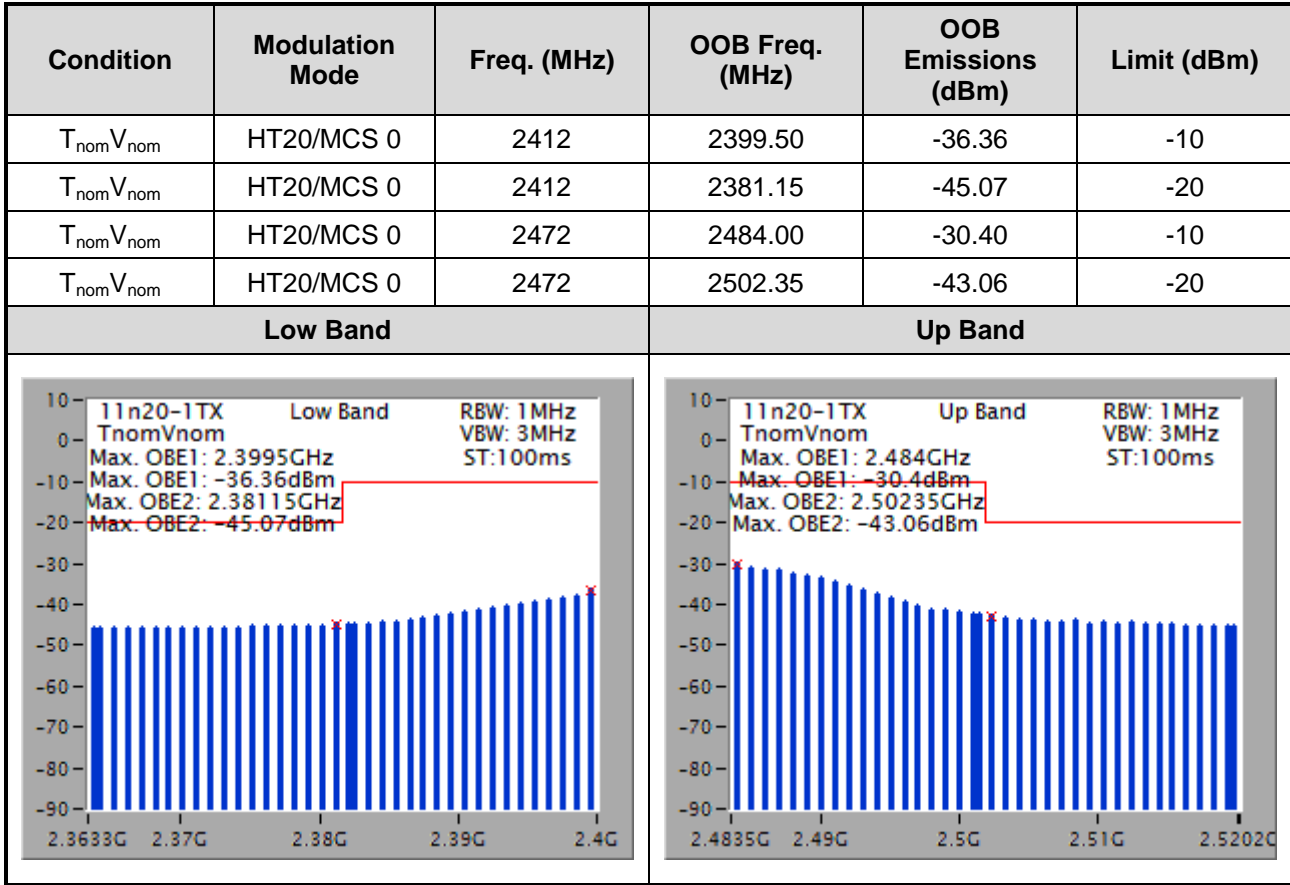 Condition Modulation Mode Freq. (MHz) OOB Freq. (MHz) OOB Emissions (dBm) Limit (dBm)
TnomVnom HT20/MCS 0 2412 2399.50 -36.36 -10
TnomVnom HT20/MCS 0 2412 2381.15 -45.07 -20
TnomVnom HT20/MCS 0 2472 2484.00 -30.40 -10
TnomVnom HT20/MCS 0 2472 2502.35 -43.06 -20
Low Band Up Band
11n20-1TX Low Band RBW: 1MHz
TnomVnom VBW: 3MHz
Max. OBE1: 2.3995GHz ST:100ms
Max. OBE1: -36.36dBm
Max. OBE2: 2.38115GHz
Max. OBE2: -45.07dBm
10
0
-10
-20
-30
-40
-50
-60
-70
-80
-90
2.3633G 2.37G 2.38G 2.39G 2.4G
11n20-1TX Up Band RBW: 1MHz
TnomVnom VBW: 3MHz
Max. OBE1: 2.484GHz ST:100ms
Max. OBE1: -30.4dBm
Max. OBE2: 2.50235GHz
Max. OBE2: -43.06dBm
10
0
-10
-20
-30
-40
-50
-60
-70
-80
-90
2.4835G 2.49G 2.5G 2.51G 2.5202G